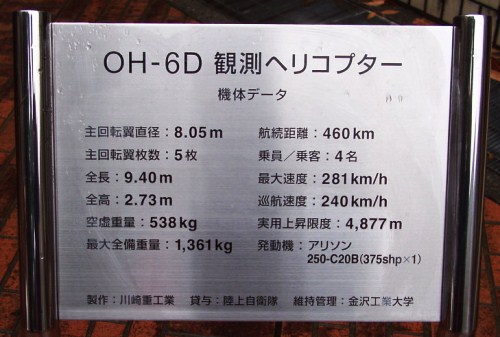 OH-6D 観測ヘリコプター
機体データ
主回転翼直径：8.05m
主回転翼枚数：5枚
全長：9.40m
全高：2.73m
空虚重量：538kg
最大全備重量：1,361kg
航続距離：460km
乗員／乗客：4名
最大速度：281km/h
巡航速度：240km/h
実用上昇限度：4,877m
発動機：アリソン
250-C20B(375shp×1)
製作：川崎重工業　貸与：陸上自衛隊　維持管理：金沢工業大学